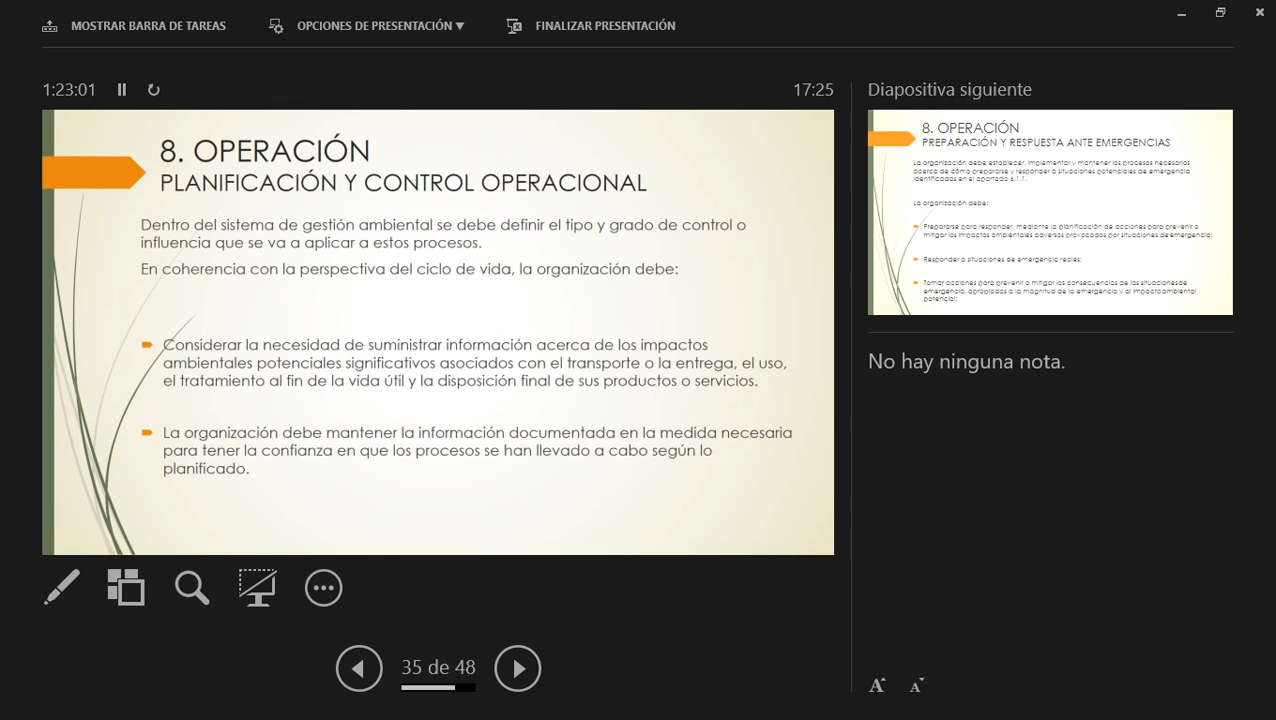 MOSTRAR BARRA DE TAREAS
OPCIONES DE PRESENTACIÓN ▼
FINALIZAR PRESENTACIÓN
1:23:01
17:25
8. OPERACIÓN
PLANIFICACIÓN Y CONTROL OPERACIONAL
Dentro del sistema de gestión ambiental se debe definir el tipo y grado de control o
influencia que se va a aplicar a estos procesos.
En coherencia con la perspectiva del ciclo de vida, la organización debe:
Considerar la necesidad de suministrar información acerca de los impactos
ambientales potenciales significativos asociados con el transporte o la entrega, el uso,
el tratamiento al fin de la vida útil y la disposición final de sus productos o servicios.
La organización debe mantener la información documentada en la medida necesaria
para tener la confianza en que los procesos se han llevado a cabo según lo
planificado.
35 de 48
Diapositiva siguiente
8. OPERACIÓN
PREPARACIÓN Y RESPUESTA ANTE EMERGENCIAS
La organización debe establecer, implementar y mantener los procesos necesarios
acerca de cómo prepararse y responder a situaciones potenciales de emergencia
identificadas en el apartado 6.1.1.
La organización debe:
Prepararse para responder, mediante la planificación de acciones para prevenir o
mitigar los impactos ambientales adversos provocados por situaciones de emergencia;
Responder a situaciones de emergencia reales;
Tomar acciones para prevenir o mitigar las consecuencias de las situaciones de
emergencia, apropiadas a la magnitud de la emergencia y al impacto ambiental
potencial;
No hay ninguna nota.
A A